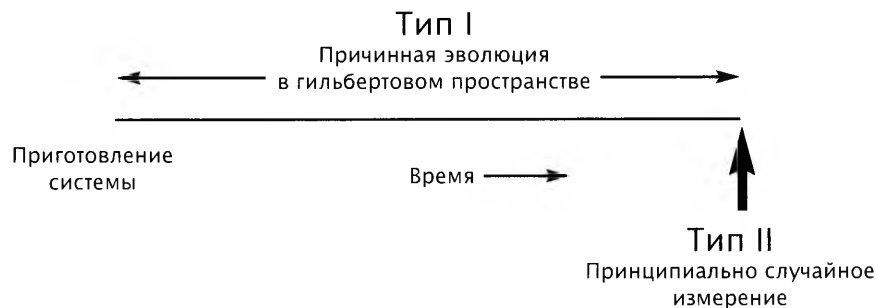 Тип I
Причинная эволюция
в гильбертовом пространстве
Приготовление
системы
Время
Тип II
Принципиально случайное
измерение